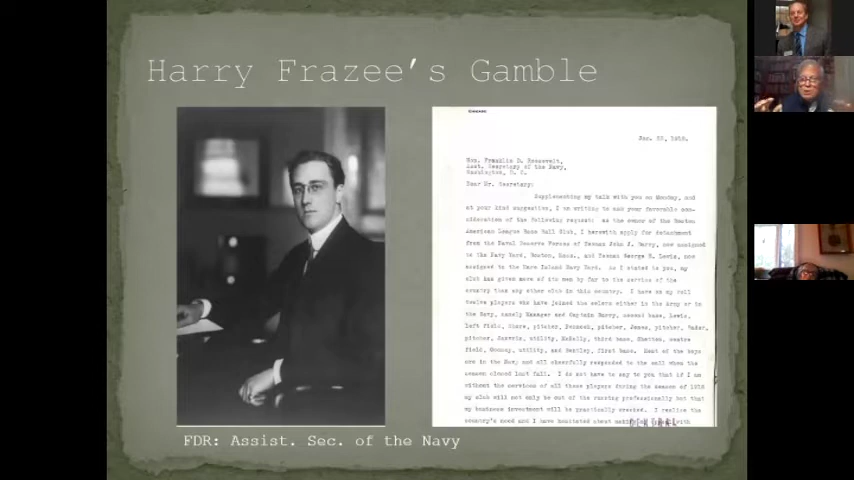 Harry Frazee's Gamble
Hon. Franklin D. Roosevelt,
Asst. Secretary of the Navy,
Washington, D. C.
Dear Mr. Secretary:
Supplementing my talk with you on Monday, and
at your kind suggestion, I am writing to ask your favorable con-
sideration of the following request: as the owner of the Boston
American League Base Ball Club, I herewith apply for detachment
from the Naval Reserve Forces of Yeoman John J. Barry, now assigned
to the Navy Yard, Boston, Mass., and Yeoman George E. Lewis, now
assigned to the Mare Island Navy Yard. As I stated to you, my
club has given more of its men by far to the service of the
country than any other club in this country. I have on my roll
twelve players who have joined the colors either in the Army or in
the Navy, namely Manager and Captain Barry, second base, Lewis,
left field, Shore, pitcher, Pennock, pitcher, James, pitcher, Bader,
pitcher, Janvrin, utility, McNally, third base, Shorten, centre
field, Gainer, utility, and Bentley, first base. Most of the boys
are in the Navy and all cheerfully responded to the call when the
season closed last fall. I do not have to say to you that if I am
without the services of all these players during the season of 1918
my club will not only be out of the running professionally but that
my business investment will be practically wrecked. I realize the
country's need and I have hesitated about
FDR: Assist. Sec. of the Navy